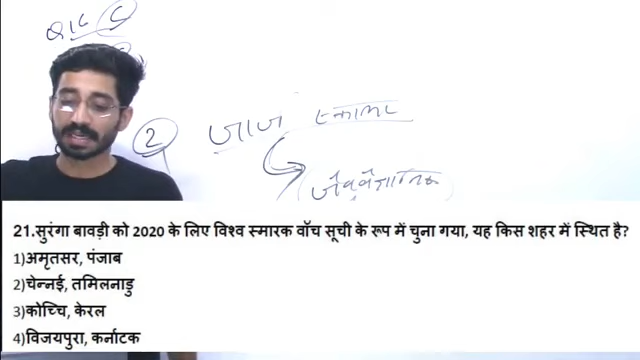 2 जार्ज
21.सुरंगा बावड़ी को 2020 के लिए विश्व स्मारक वॉच सूची के रूप में चुना गया, यह किस शहर में स्थित है?
1)अमृतसर, पंजाब
2)चेन्नई, तमिलनाडु
3)कोच्चि, केरल
4)विजयपुरा, कर्नाटक